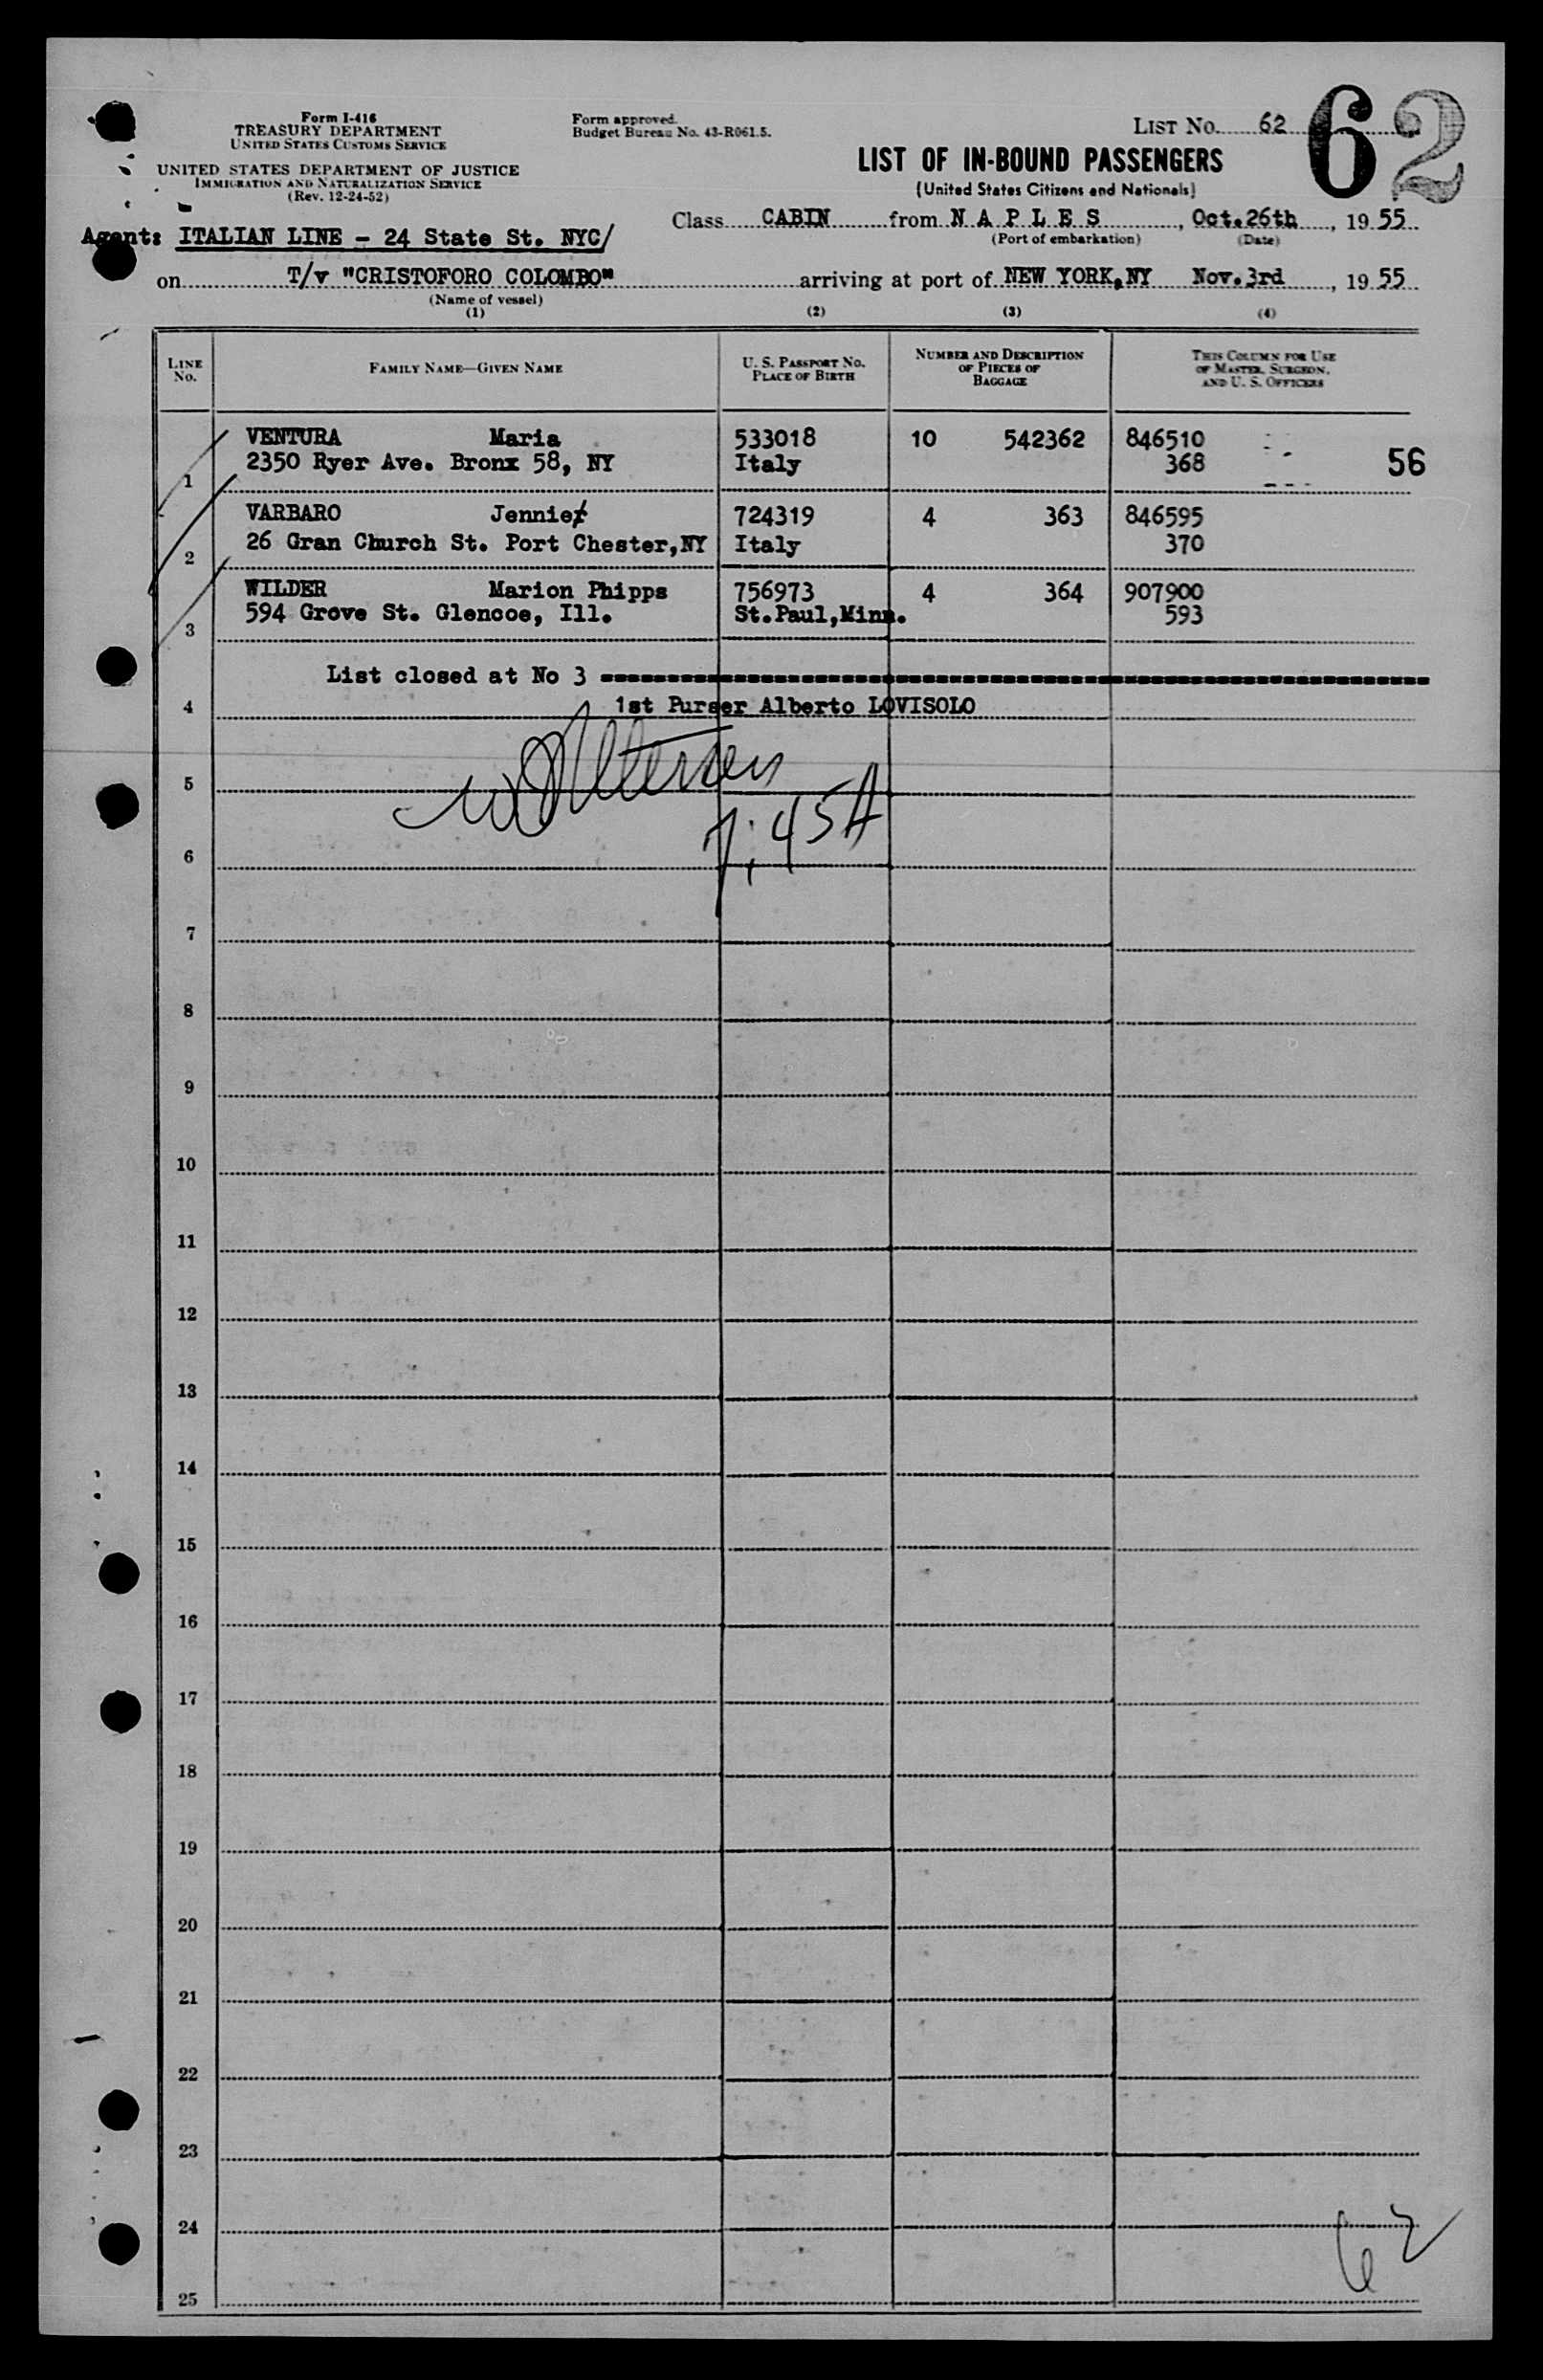 Form I-416
TREASURY DEPARTMENT
UNITED STATES CUSTOMS SERVICE
UNITED STATES DEPARTMENT OF JUSTICE
IMMIGRATION AND NATURALIZATION SERVICE
(Rev. 12-24-52)
Form approved.
Budget Bureau No. 43-R061.5.
LIST No. 62
62
LIST OF IN-BOUND PASSENGERS
(United States Citizens and Nationals)
Class CABIN from N A P L E S, Oct.26th, 1955
(Port of embarkation) (Date)
Agent: ITALIAN LINE - 24 State St. NYC/
on T/v "CRISTOFORO COLOMBO" arriving at port of NEW YORK,NY Nov.3rd, 1955
(Name of vessel)
(1) (2) (3) (4)
LINE No. FAMILY NAME—GIVEN NAME U. S. PASSPORT NO. PLACE OF BIRTH NUMBER AND DESCRIPTION OF PIECES OF BAGGAGE THIS COLUMN FOR USE OF MASTER, SURGEON, AND U. S. OFFICERS
VENTURA Maria 533018 10 542362 846510
2350 Ryer Ave. Bronx 58, NY Italy 368 56
1
VARBARO Jennie 724319 4 363 846595
26 Gran Church St. Port Chester,NY Italy 370
2
WILDER Marion Phipps 756973 4 364 907900
594 Grove St. Glencoe, Ill. St.Paul,Minn. 593
3
List closed at No 3
4 1st Purser Alberto LOVISOLO
5
7:45A
6
7
8
9
10
11
12
13
14
15
16
17
18
19
20
21
22
23
24
62
25